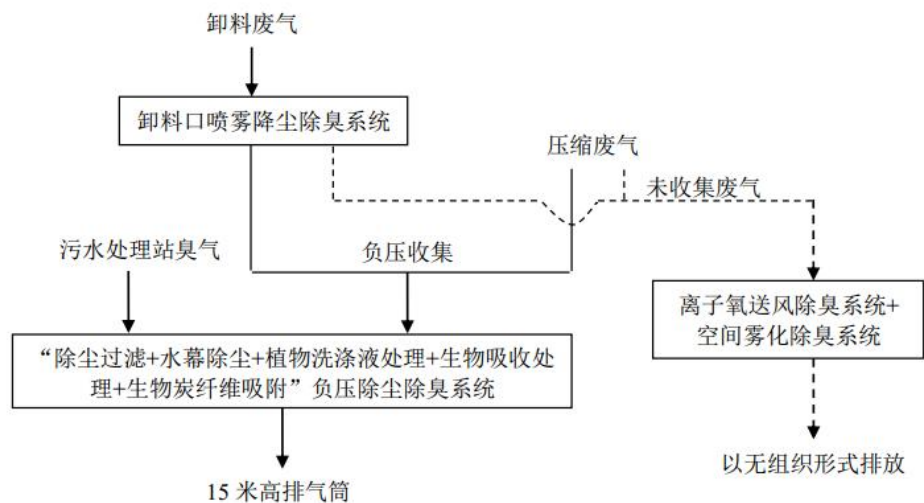 卸料废气
卸料口喷雾降尘除臭系统
压缩废气
未收集废气
污水处理站臭气
负压收集
离子氧送风除臭系统+
空间雾化除臭系统
“除尘过滤+水幕除尘+植物洗涤液处理+生物吸收处
理+生物炭纤维吸附”负压除尘除臭系统
以无组织形式排放
15 米高排气筒